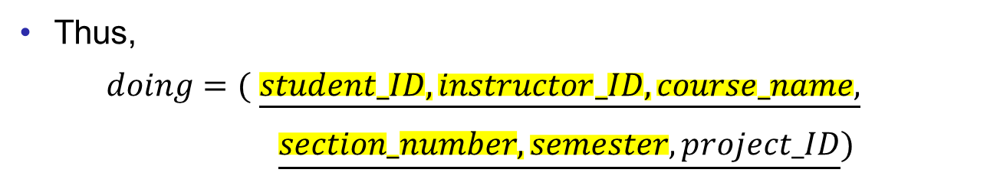 • Thus,
doing = ( student_ID, instructor_ID, course_name,
section_number, semester, project_ID)